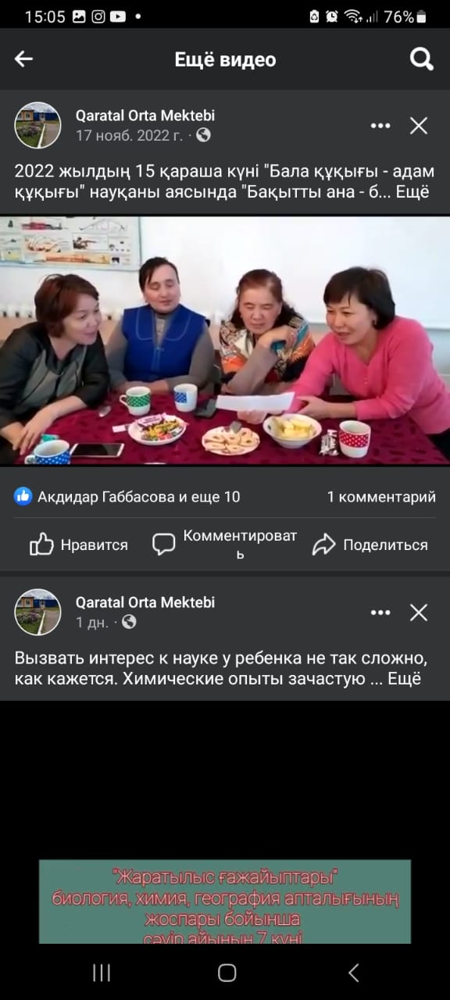 15:05
76%
Ещё видео
Qaratal Orta Mektebi
17 нояб. 2022 г. ·
2022 жылдың 15 қараша күні "Бала құқығы - адам
құқығы" науқаны аясында "Бақытты ана - б... Ещё
Акдидар Габбасова и еще 10
1 комментарий
Нравится
Комментироват
ь
Поделиться
Qaratal Orta Mektebi
1 дн. ·
Вызвать интерес к науке у ребенка не так сложно,
как кажется. Химические опыты зачастую ... Ещё
"Жаратылыс ғажайыптары"
биология, химия, география апталығының
жоспары бойынша
сәуір айының 7 күні